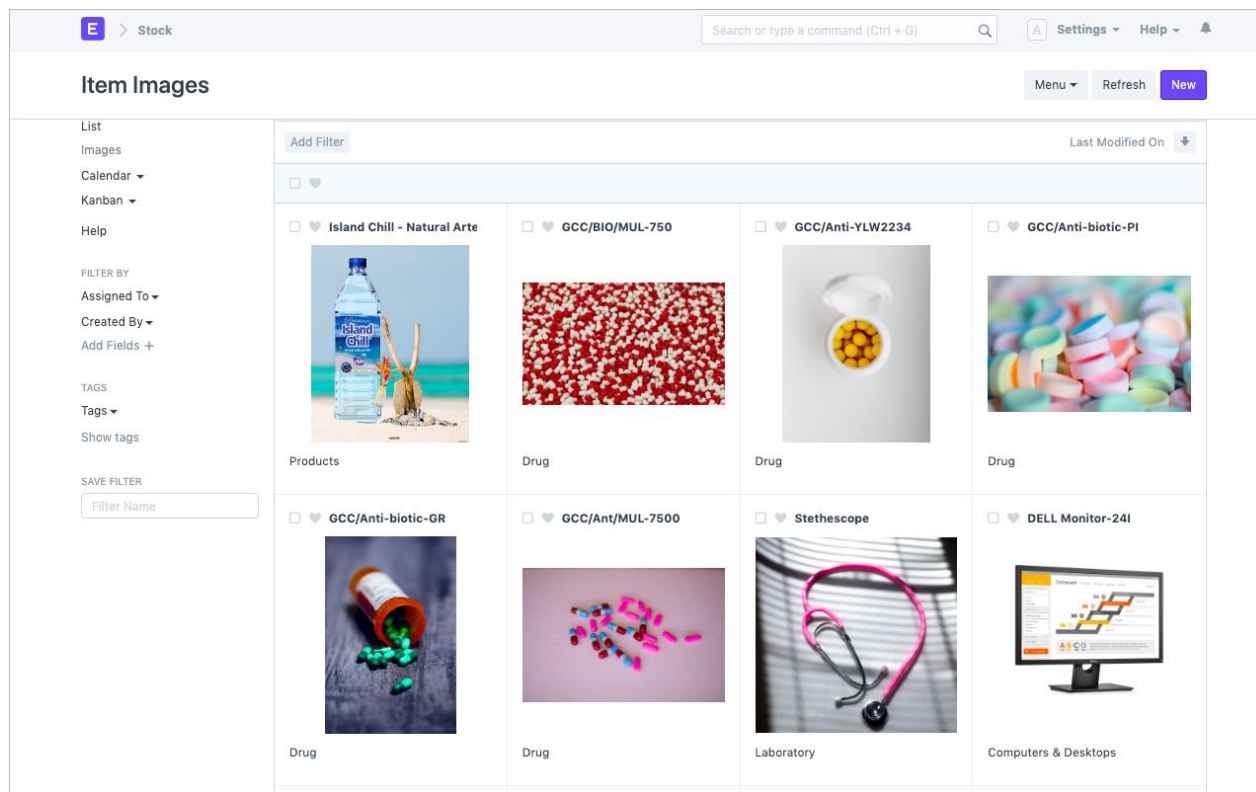 E
Stock
Search or type a command (Ctrl + G)
A
Settings
Help
Item Images
Menu
Refresh
New
List
Images
Calendar
Kanban
Help
FILTER BY
Assigned To
Created By
Add Fields +
TAGS
Tags
Show tags
SAVE FILTER
Filter Name
Add Filter
Last Modified On
Island Chill - Natural Arte
GCC/BIO/MUL-750
GCC/Anti-YLW2234
GCC/Anti-biotic-PI
Island
Chill
Products
Drug
Drug
Drug
GCC/Anti-biotic-GR
GCC/Ant/MUL-7500
Stethescope
DELL Monitor-24I
Drug
Drug
Laboratory
Computers & Desktops